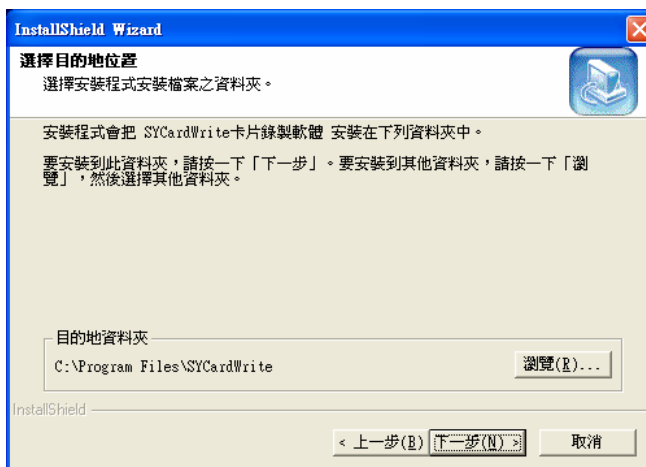 InstallShield Wizard
選擇目的地位置
選擇安裝程式安裝檔案之資料夾。
安裝程式會把 SYCardWrite卡片錄製軟體 安裝在下列資料夾中。
要安裝到此資料夾，請按一下「下一步」。要安裝到其他資料夾，請按一下「瀏
覽」，然後選擇其他資料夾。
目的地資料夾
C:\Program Files\SYCardWrite
瀏覽(R)...
InstallShield
< 上一步(B)
下一步(N) >
取消